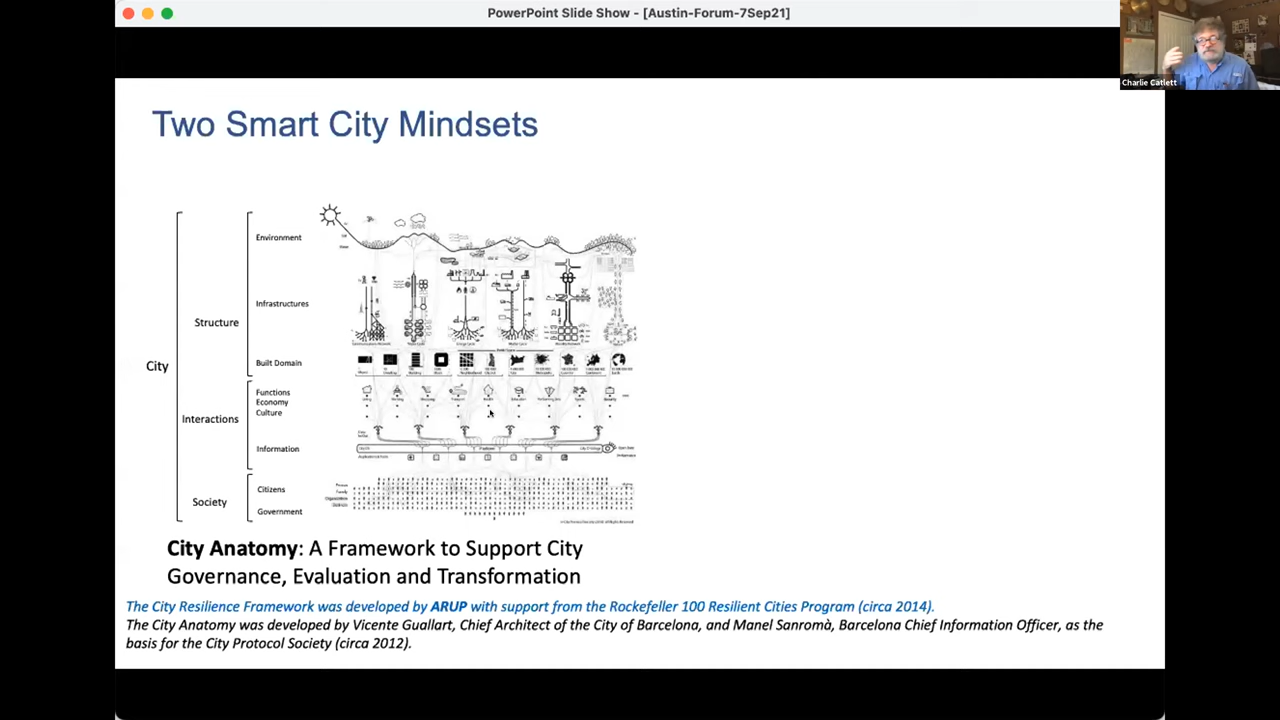 PowerPoint Slide Show - [Austin-Forum-7Sep21]
Charlie Catlett
Two Smart City Mindsets
City
Structure
Environment
Infrastructures
Built Domain
Interactions
Functions
Economy
Culture
Information
Society
Citizens
Government
City Anatomy: A Framework to Support City
Governance, Evaluation and Transformation
The City Resilience Framework was developed by ARUP with support from the Rockefeller 100 Resilient Cities Program (circa 2014).
The City Anatomy was developed by Vicente Guallart, Chief Architect of the City of Barcelona, and Manel Sanromà, Barcelona Chief Information Officer, as the
basis for the City Protocol Society (circa 2012).